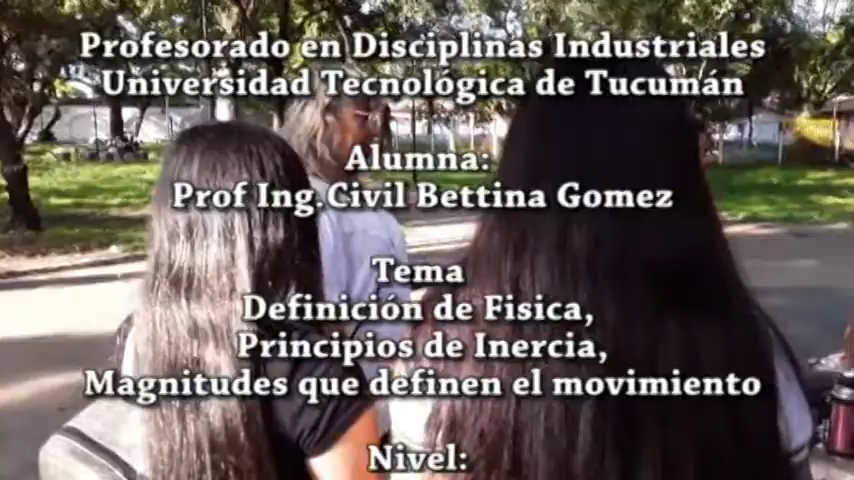 Profesorado en Disciplinas Industriales
Universidad Tecnológica de Tucumán
Alumna:
Prof Ing.Civil Bettina Gomez
Tema
Definición de Fisica,
Principios de Inercia,
Magnitudes que definen el movimiento
Nivel: